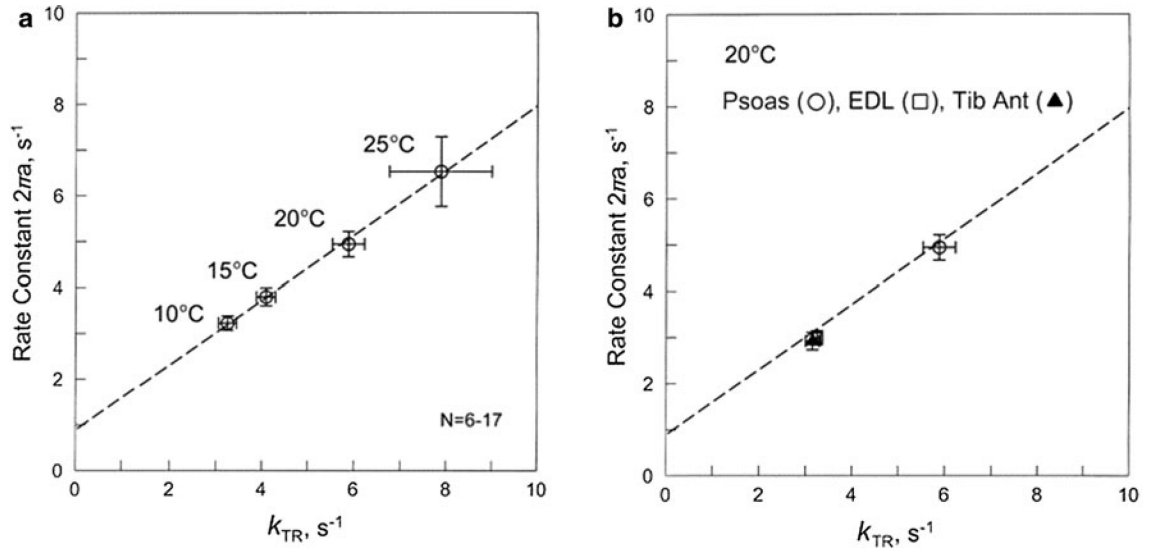 a
10
8
6
4
2
0
Rate Constant 2πa, s⁻¹
25°C
20°C
15°C
10°C
N=6-17
0 2 4 6 8 10
k_TR, s⁻¹
b
10
8
6
4
2
0
Rate Constant 2πa, s⁻¹
20°C
Psoas (○), EDL (□), Tib Ant (▲)
0 2 4 6 8 10
k_TR, s⁻¹